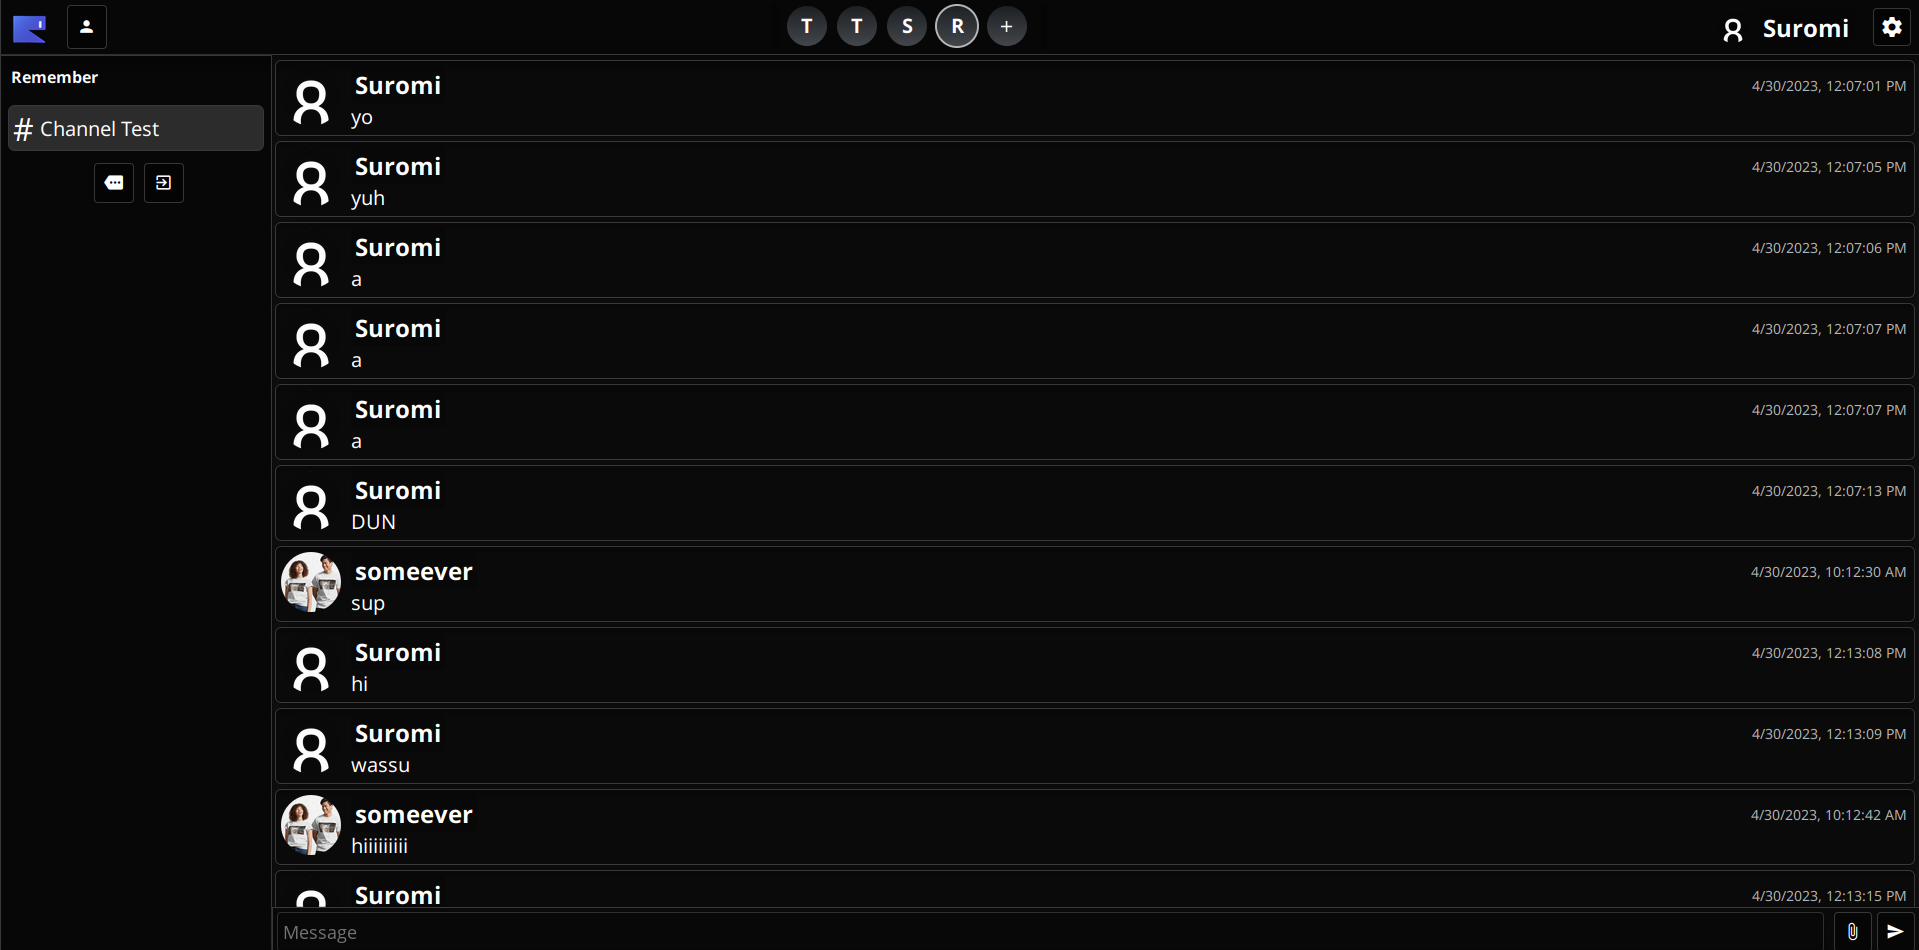 T T S R +
Suromi
Remember
# Channel Test
Suromi 4/30/2023, 12:07:01 PM
yo
Suromi 4/30/2023, 12:07:05 PM
yuh
Suromi 4/30/2023, 12:07:06 PM
a
Suromi 4/30/2023, 12:07:07 PM
a
Suromi 4/30/2023, 12:07:07 PM
a
Suromi 4/30/2023, 12:07:13 PM
DUN
someever 4/30/2023, 10:12:30 AM
sup
Suromi 4/30/2023, 12:13:08 PM
hi
Suromi 4/30/2023, 12:13:09 PM
wassu
someever 4/30/2023, 10:12:42 AM
hiiiiiiiii
Suromi 4/30/2023, 12:13:15 PM
Message